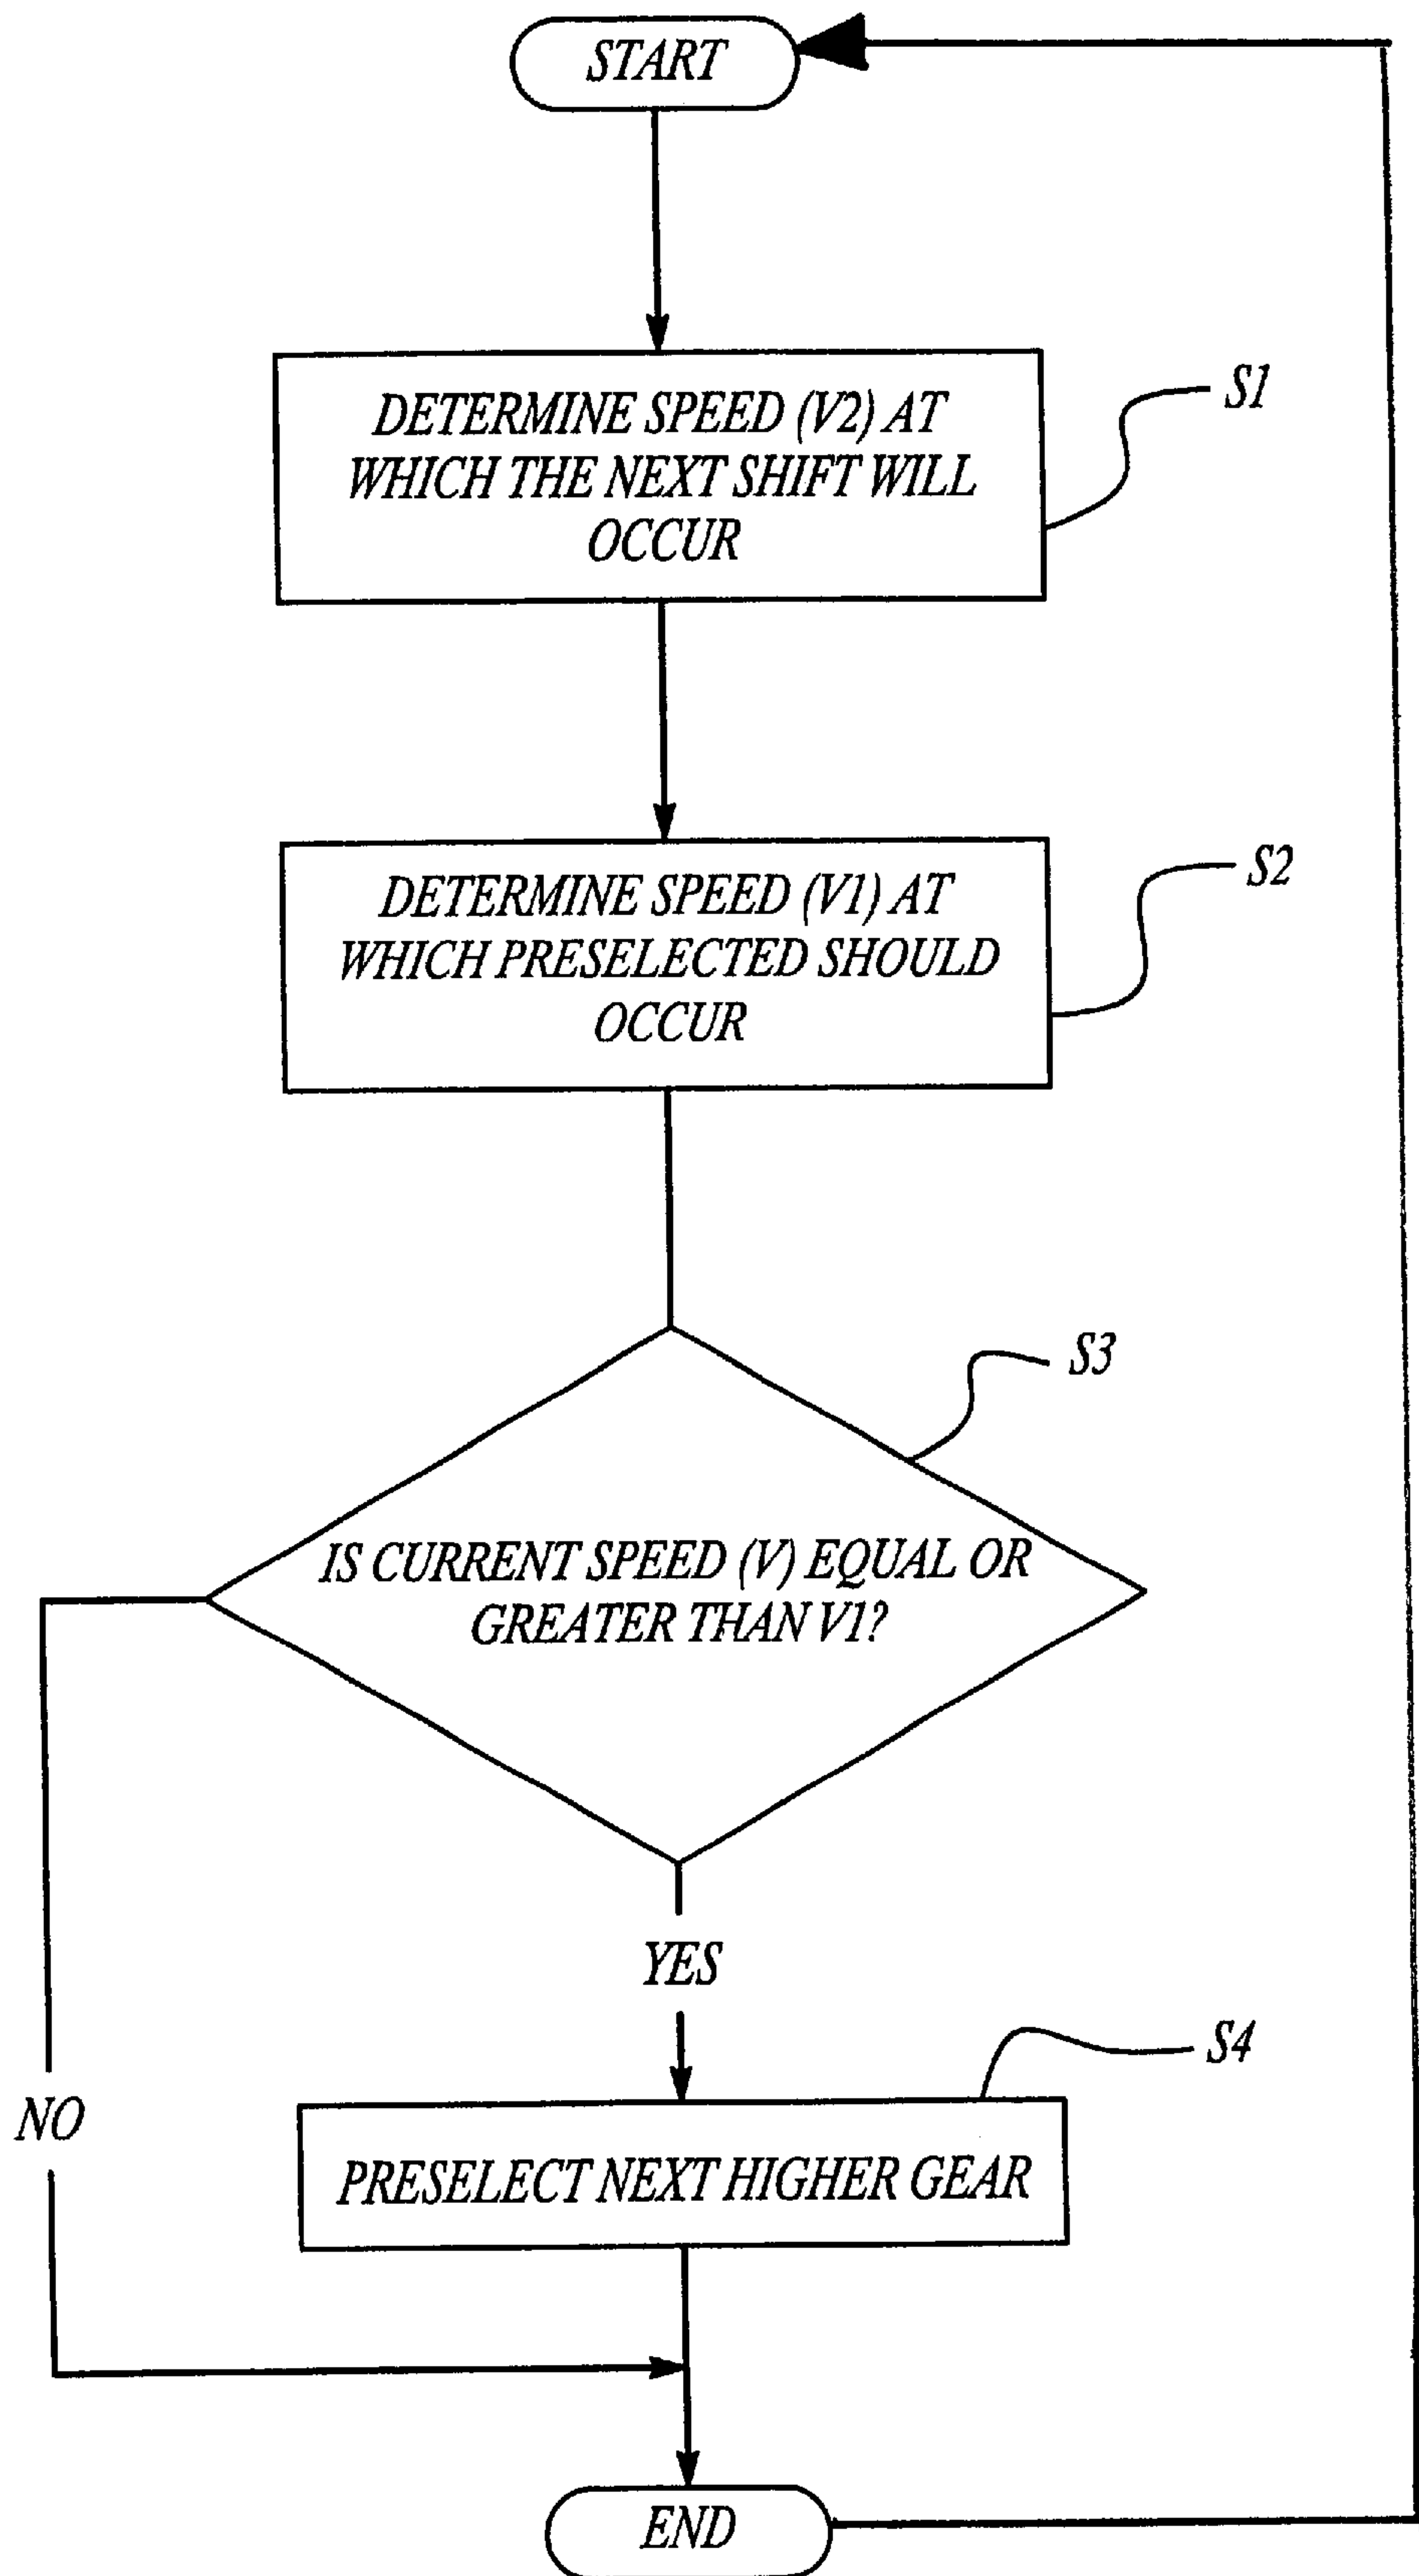 START
DETERMINE SPEED (V2) AT
WHICH THE NEXT SHIFT WILL
OCCUR
S1
DETERMINE SPEED (V1) AT
WHICH PRESELECTED SHOULD
OCCUR
S2
S3
IS CURRENT SPEED (V) EQUAL OR
GREATER THAN V1?
YES
NO
S4
PRESELECT NEXT HIGHER GEAR
END